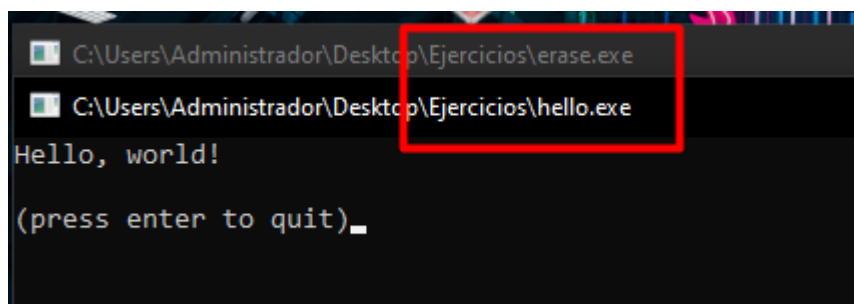 C:\Users\Administrador\Desktop\Ejercicios\erase.exe
C:\Users\Administrador\Desktop\Ejercicios\hello.exe
Hello, world!
(press enter to quit)